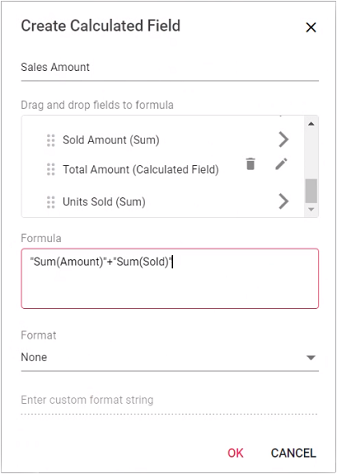 Create Calculated Field
Sales Amount
Drag and drop fields to formula
Sold Amount (Sum)
Total Amount (Calculated Field)
Units Sold (Sum)
Formula
"Sum(Amount)"+"Sum(Sold)"
Format
None
Enter custom format string
OK CANCEL